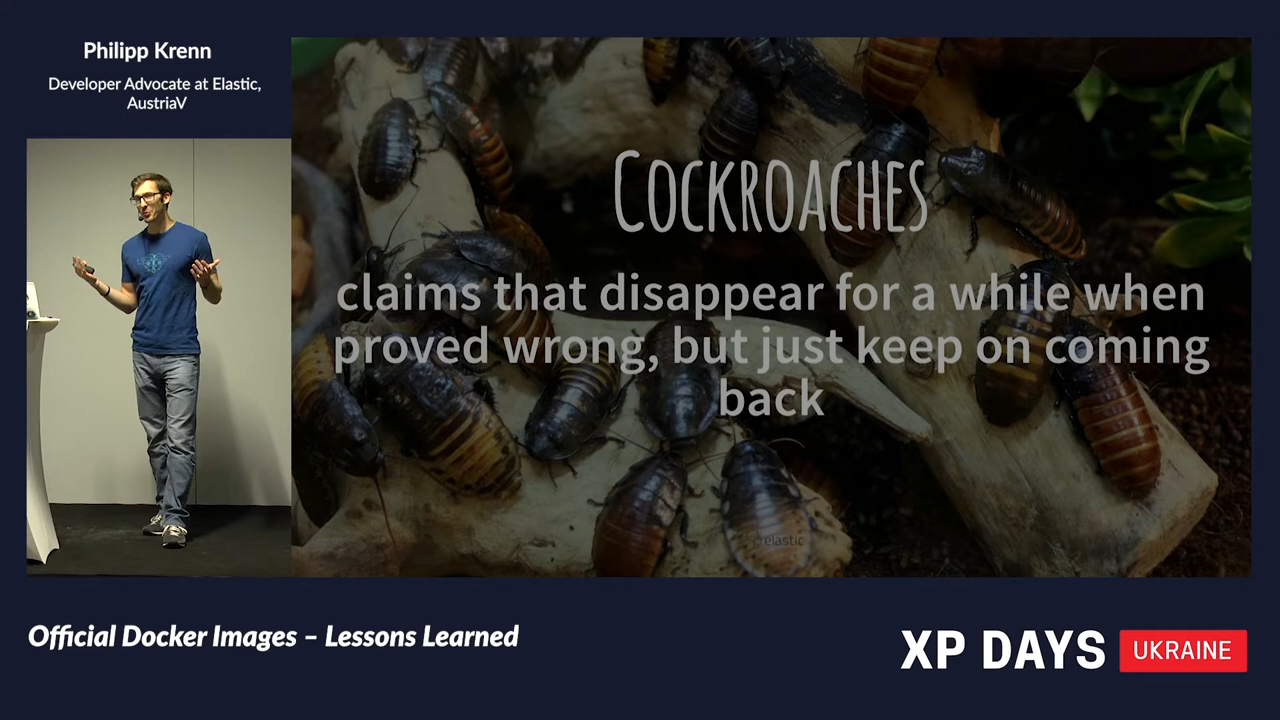 Philipp Krenn
Developer Advocate at Elastic,
AustriaV
COCKROACHES
claims that disappear for a while when
proved wrong, but just keep on coming
back
@elastic
Official Docker Images – Lessons Learned
XP DAYS UKRAINE